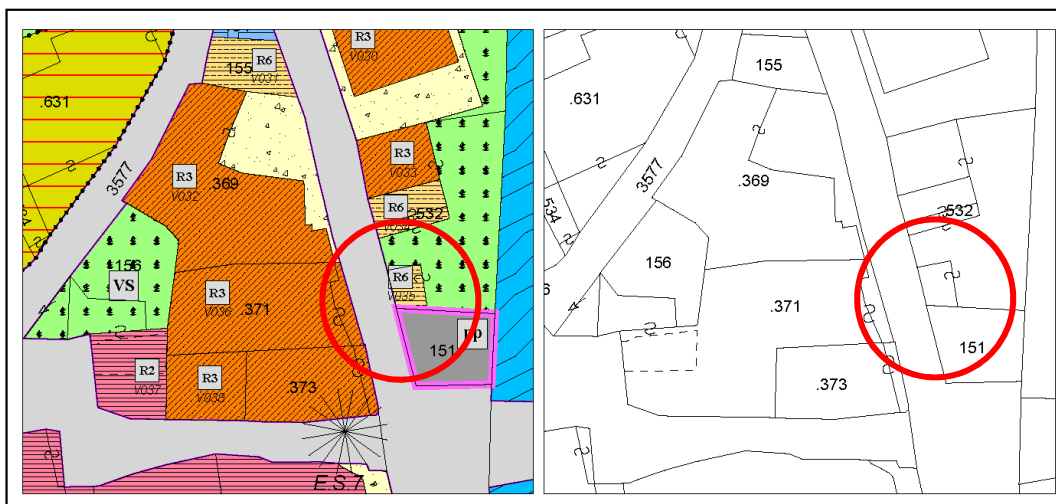 R3
V030
R6
155
V031
.631
R3
V033
R3
.369
V032
3577
R6
.532
156
VS
R6
V035
R3
V036
.371
pp
151
R2
V037
R3
V038
.373
E.S.7
155
.631
.369
3577
534
.532
156
.371
151
.373